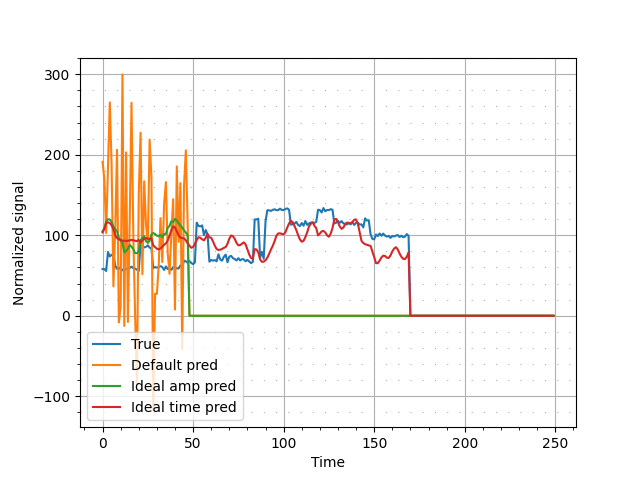 Normalized signal
300
200
100
0
−100
0
50
100
150
200
250
Time
True
Default pred
Ideal amp pred
Ideal time pred